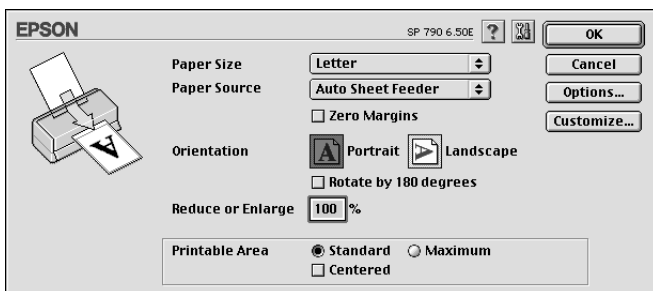 EPSON SP 790 6.50E ? OK
Paper Size Letter Cancel
Paper Source Auto Sheet Feeder Options...
Zero Margins Customize...
Orientation A Portrait A Landscape
Rotate by 180 degrees
Reduce or Enlarge 100 %
Printable Area Standard Maximum
Centered
A